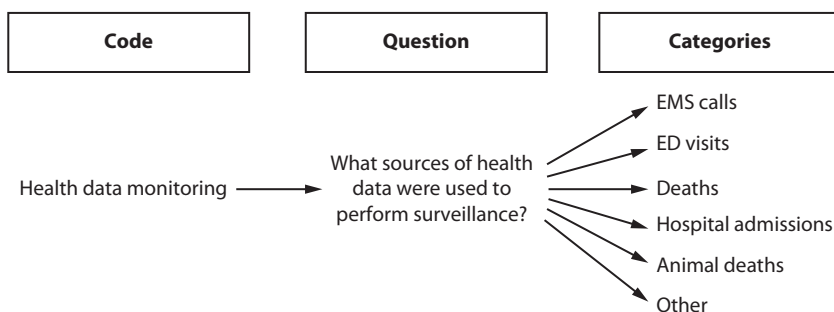 Code
Question
Categories
Health data monitoring
What sources of health
data were used to
perform surveillance?
EMS calls
ED visits
Deaths
Hospital admissions
Animal deaths
Other